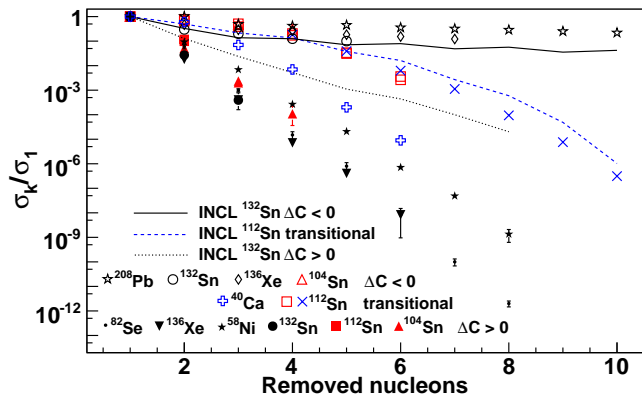 1
10⁻³
10⁻⁶
10⁻⁹
10⁻¹²
σₖ/σ₁
INCL ¹³²Sn ΔC < 0
INCL ¹¹²Sn transitional
INCL ¹³²Sn ΔC > 0
²⁰⁸Pb ¹³²Sn ¹³⁶Xe ¹⁰⁴Sn ΔC < 0
⁴⁰Ca ¹¹²Sn transitional
⁸²Se ¹³⁶Xe ⁵⁸Ni ¹³²Sn ¹¹²Sn ¹⁰⁴Sn ΔC > 0
2 4 6 8 10
Removed nucleons